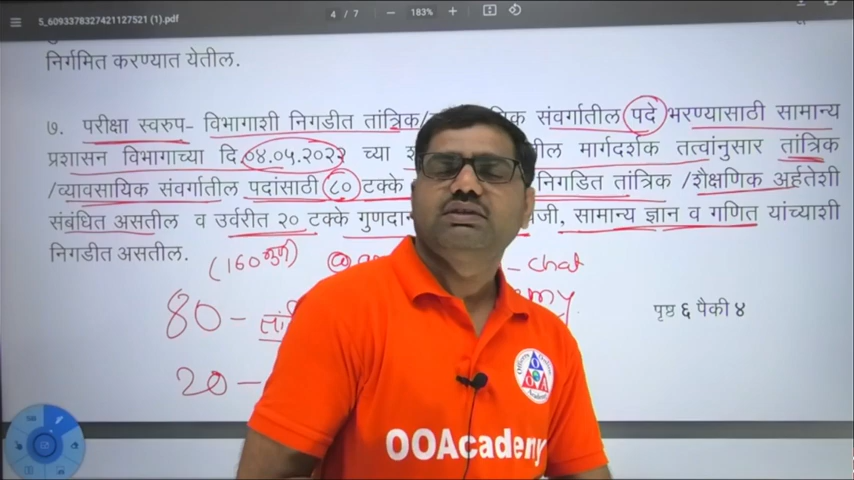 5_6093378327421127521 (1).pdf
4 / 7
183%
निर्गमित करण्यात येतील.
७. परीक्षा स्वरुप- विभागाशी निगडीत तांत्रिक/ संवर्गातील पदे भरण्यासाठी सामान्य
प्रशासन विभागाच्या दि.०४.०५.२०२२ च्या मार्गदर्शक तत्वांनुसार तांत्रिक
/व्यावसायिक संवर्गातील पदांसाठी ८० टक्के निगडित तांत्रिक /शैक्षणिक अर्हतेशी
संबंधित असतील व उर्वरीत २० टक्के गुणदान सामान्य ज्ञान व गणित यांच्याशी
निगडीत असतील.
(160 गुण) - chat
80 -
20 -
पृष्ठ ६ पैकी ४
OOAcademy